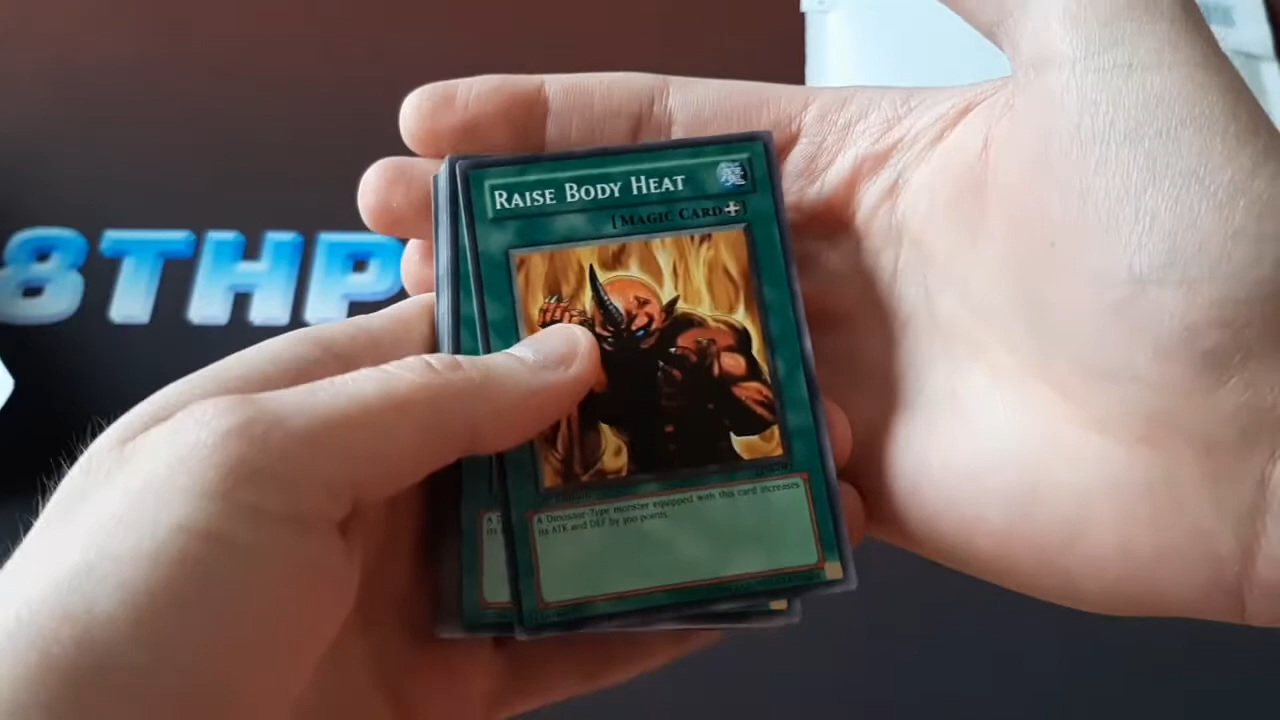 8THP
RAISE BODY HEAT
[MAGIC CARD]
A Dinosaur-Type monster equipped with this card increases
its ATK and DEF by 300 points.
A
its